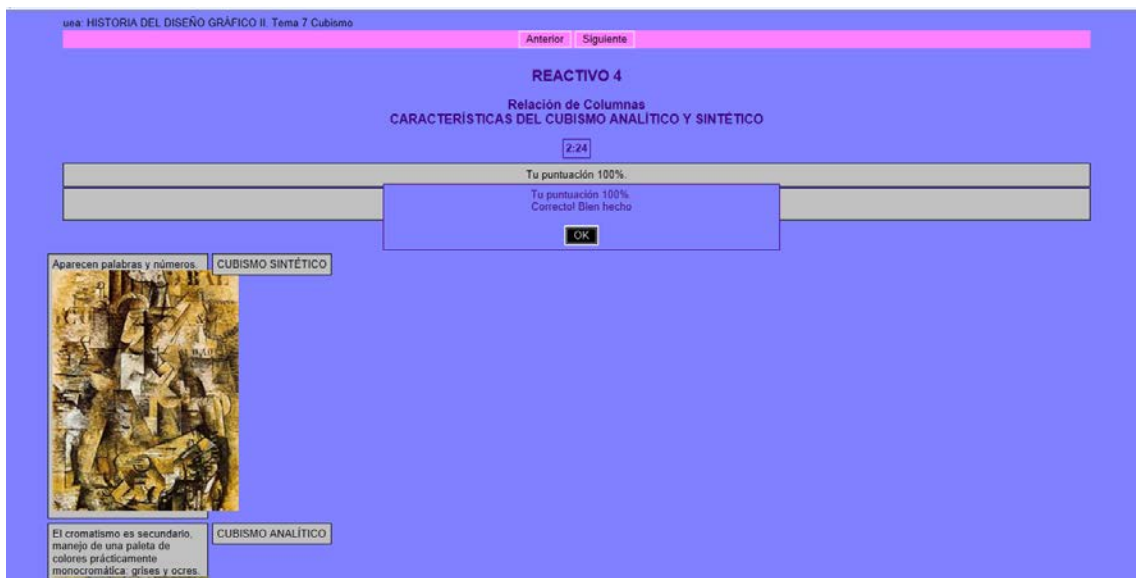 uea: HISTORIA DEL DISEÑO GRÁFICO II. Tema 7 Cubismo
Anterior Siguiente
REACTIVO 4
Relación de Columnas
CARACTERÍSTICAS DEL CUBISMO ANALÍTICO Y SINTÉTICO
2:24
Tu puntuación 100%.
Tu puntuación 100%.
Correcto! Bien hecho
OK
Aparecen palabras y números.
CUBISMO SINTÉTICO
BAL
El cromatismo es secundario,
manejo de una paleta de
colores prácticamente
monocromática: grises y ocres.
CUBISMO ANALÍTICO